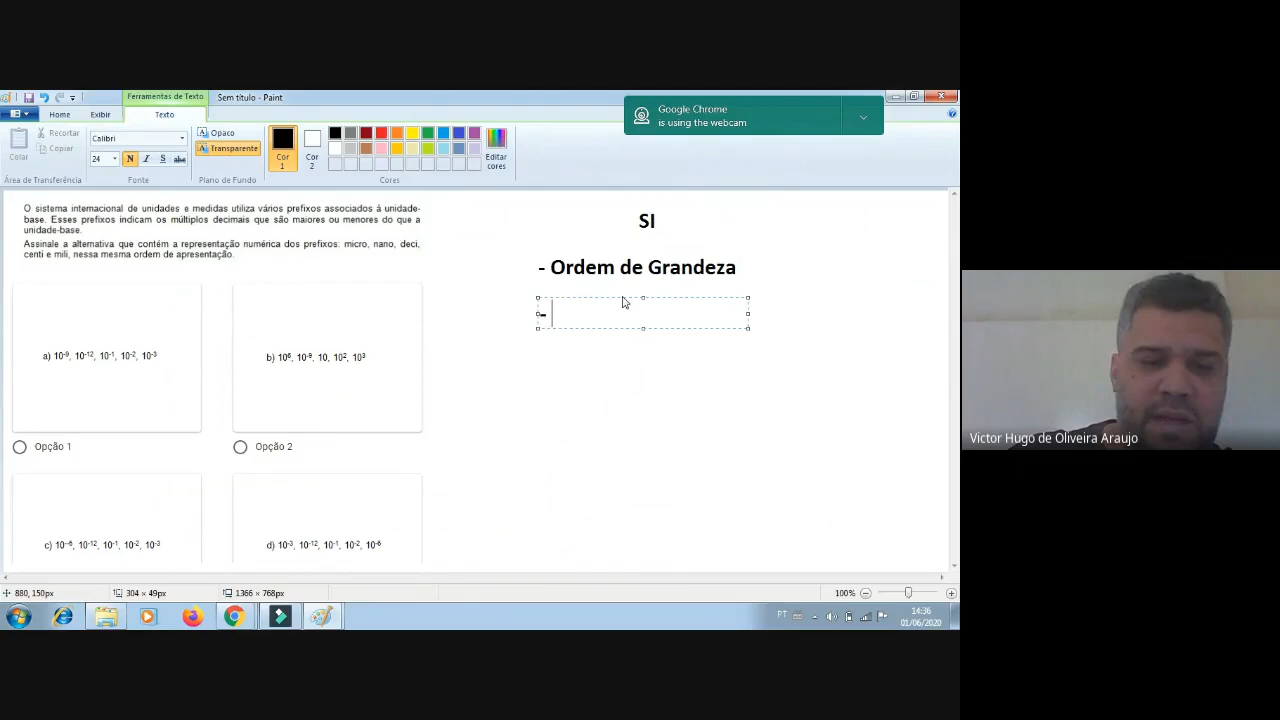 Ferramentas de Texto
Sem título - Paint
Google Chrome
is using the webcam
Home
Exibir
Texto
Colar
Recortar
Copiar
Calibri
24
N
I
S
abc
Opaco
Transparente
Cor
1
Cor
2
Editar
cores
Área de Transferência
Fonte
Plano de Fundo
Cores
O sistema internacional de unidades e medidas utiliza vários prefixos associados à unidade-
base. Esses prefixos indicam os múltiplos decimais que são maiores ou menores do que a
unidade-base.
Assinale a alternativa que contém a representação numérica dos prefixos: micro, nano, deci,
centi e mili, nessa mesma ordem de apresentação.
a) 10⁻⁹, 10⁻¹², 10⁻¹, 10⁻², 10⁻³
b) 10⁶, 10⁻⁹, 10, 10², 10³
Opção 1
Opção 2
c) 10⁻⁶, 10⁻¹², 10⁻¹, 10⁻², 10⁻³
d) 10⁻³, 10⁻¹², 10⁻¹, 10⁻², 10⁻⁶
SI
- Ordem de Grandeza
-
Victor Hugo de Oliveira Araujo
880, 150px
304 × 49px
1366 × 768px
100%
PT
14:36
01/06/2020